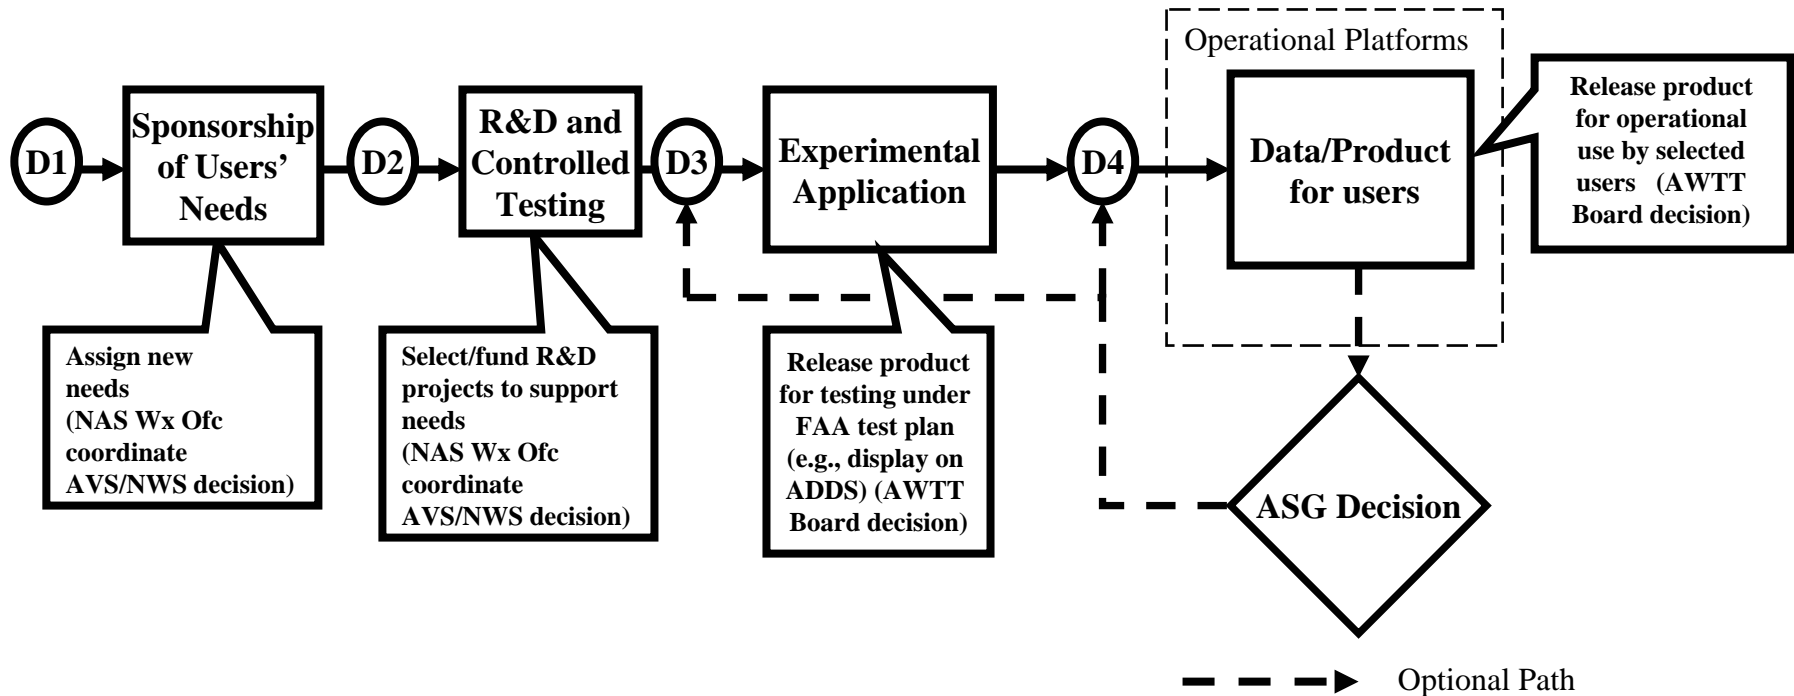 Operational Platforms
D1
Sponsorship
of Users’
Needs
D2
R&D and
Controlled
Testing
D3
Experimental
Application
D4
Data/Product
for users
Release product
for operational
use by selected
users (AWTT
Board decision)
Assign new
needs
(NAS Wx Ofc
coordinate
AVS/NWS decision)
Select/fund R&D
projects to support
needs
(NAS Wx Ofc
coordinate
AVS/NWS decision)
Release product
for testing under
FAA test plan
(e.g., display on
ADDS) (AWTT
Board decision)
ASG Decision
Optional Path